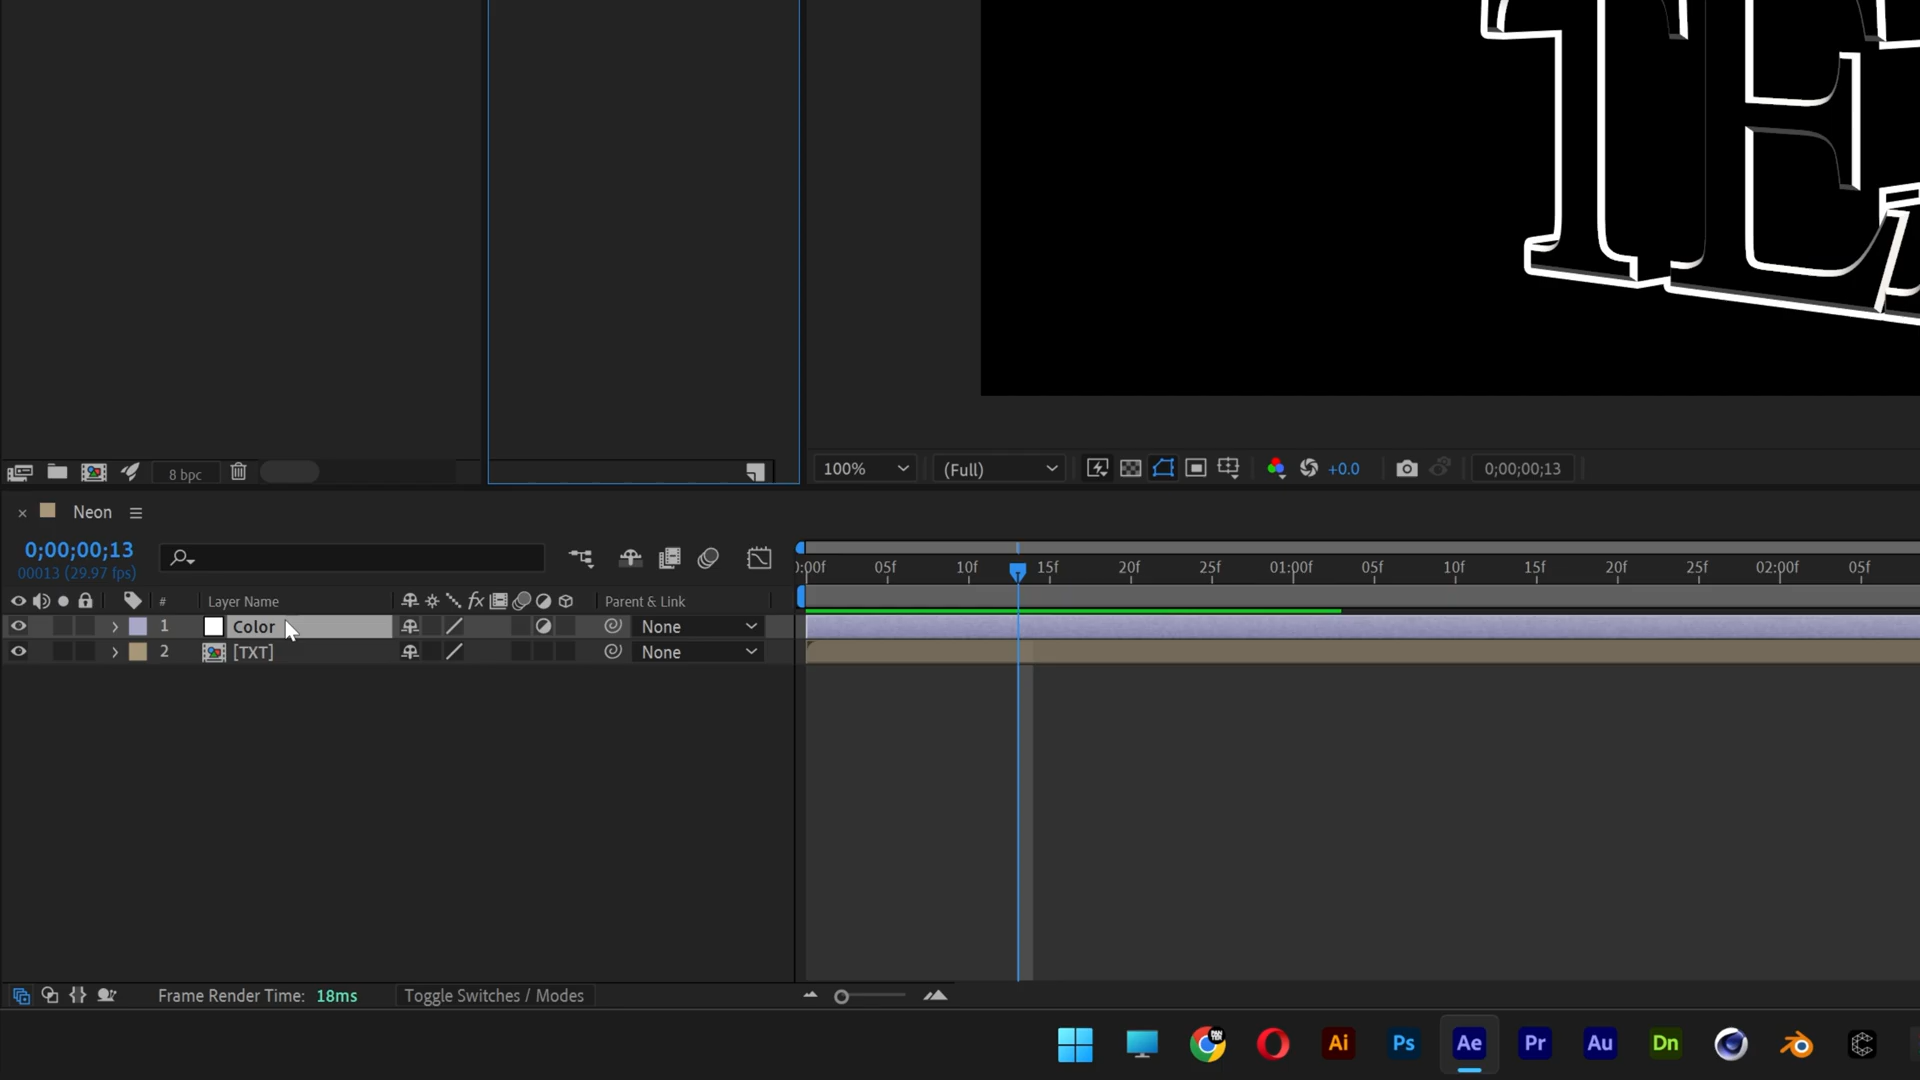 TE
8 bpc
100%
(Full)
+0.0
0;00;00;13
Neon
0;00;00;13
00013 (29.97 fps)
:00f 05f 10f 15f 20f 25f 01:00f 05f 10f 15f 20f 25f 02:00f 05f
# Layer Name fx Parent & Link
1 Color None
2 [TXT] None
Frame Render Time: 18ms Toggle Switches / Modes
Ai Ps Ae Pr Au Dn